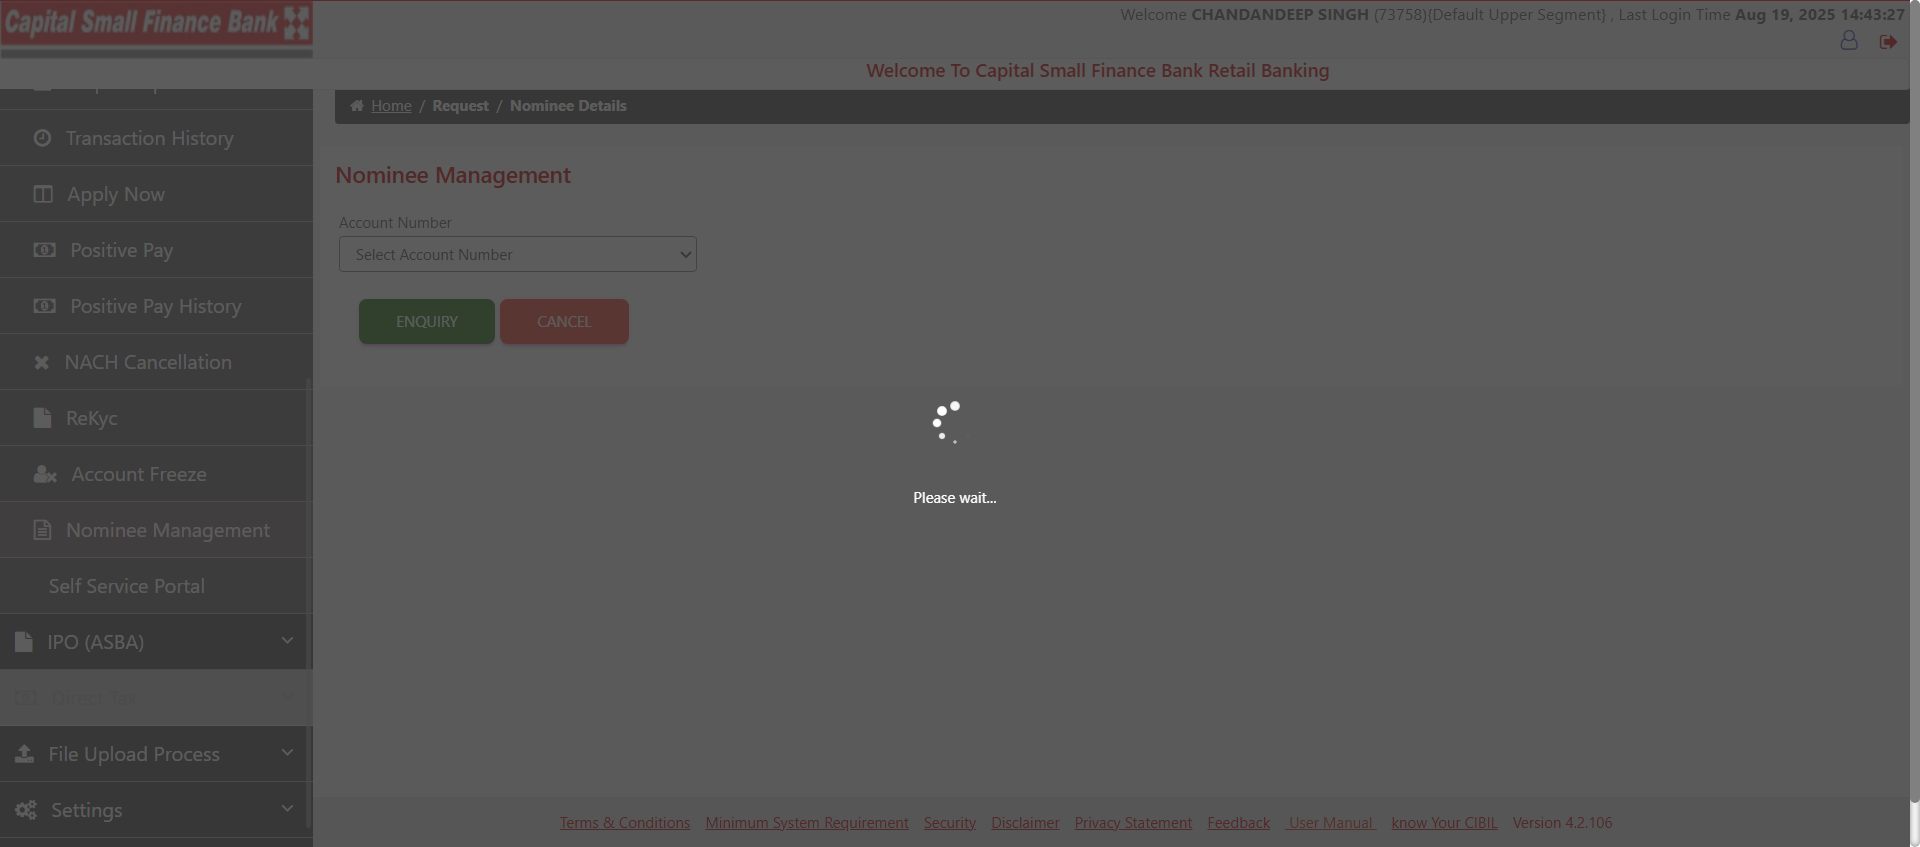 Capital Small Finance Bank
Welcome CHANDANDEEP SINGH (73758){Default Upper Segment} , Last Login Time Aug 19, 2025 14:43:27
Welcome To Capital Small Finance Bank Retail Banking
Home / Request / Nominee Details
Transaction History
Apply Now
Positive Pay
Positive Pay History
NACH Cancellation
ReKyc
Account Freeze
Nominee Management
Self Service Portal
IPO (ASBA)
Direct Tax
File Upload Process
Settings
Nominee Management
Account Number
Select Account Number
ENQUIRY CANCEL
Please wait...
Terms & Conditions Minimum System Requirement Security Disclaimer Privacy Statement Feedback User Manual know Your CIBIL Version 4.2.106